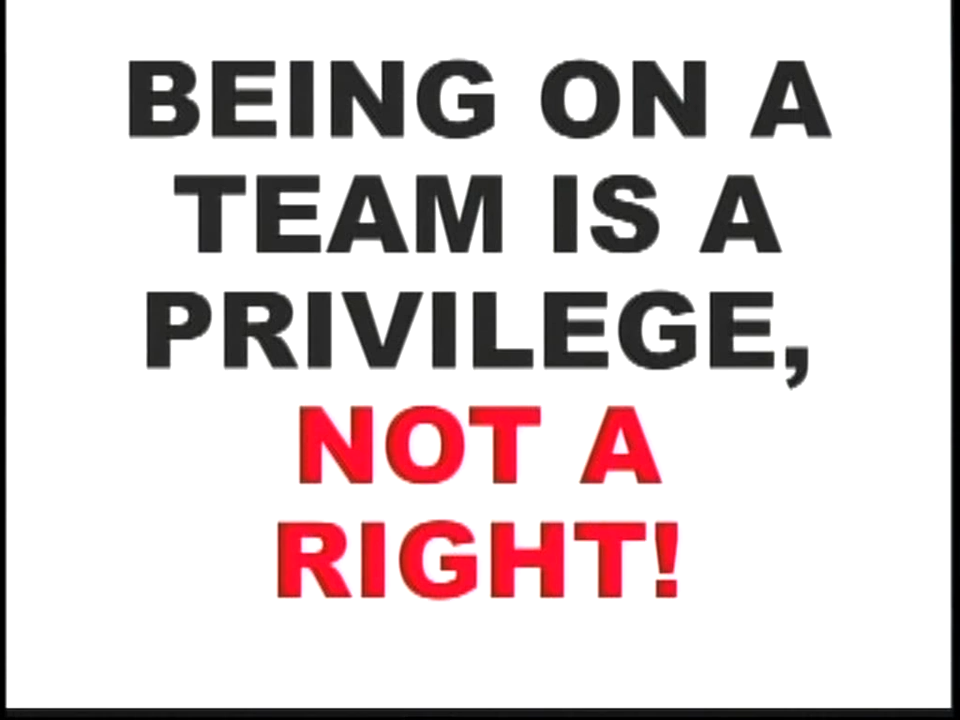 BEING ON A
TEAM IS A
PRIVILEGE,
NOT A
RIGHT!